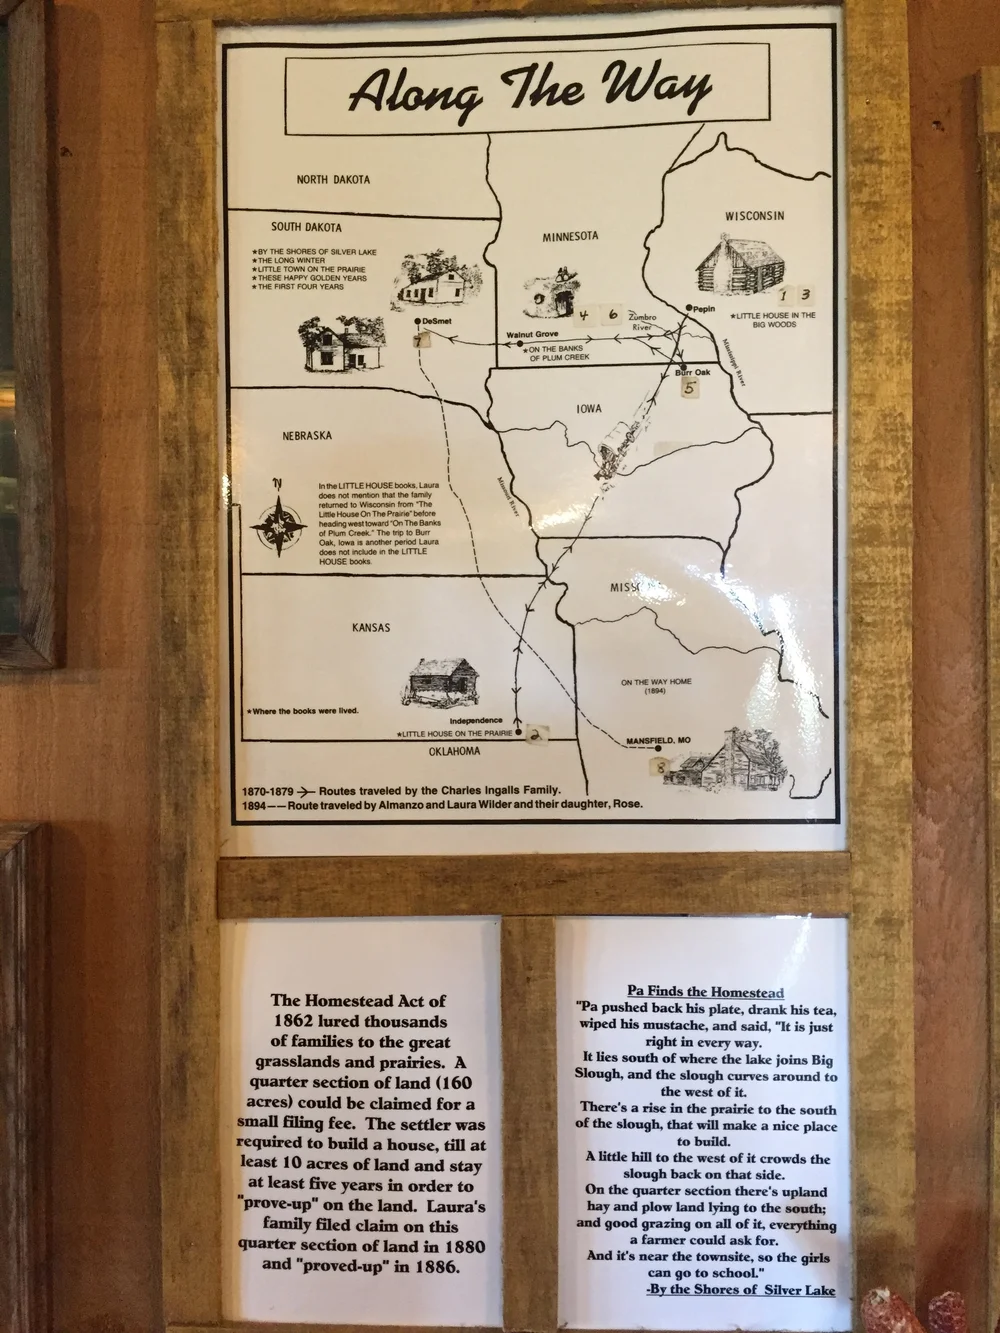 Along The Way
NORTH DAKOTA
SOUTH DAKOTA
★BY THE SHORES OF SILVER LAKE
★THE LONG WINTER
★LITTLE TOWN ON THE PRAIRIE
★THESE HAPPY GOLDEN YEARS
★THE FIRST FOUR YEARS
MINNESOTA
WISCONSIN
1 3
★LITTLE HOUSE IN THE
BIG WOODS
Pepin
4 6
Zumbro
River
DeSmet
7
Walnut Grove
★ON THE BANKS
OF PLUM CREEK
Mississippi River
Burr Oak
5
IOWA
NEBRASKA
N
In the LITTLE HOUSE books, Laura
does not mention that the family
returned to Wisconsin from "The
Little House On The Prairie" before
heading west toward "On The Banks
of Plum Creek." The trip to Burr
Oak, Iowa is another period Laura
does not include in the LITTLE
HOUSE books.
Missouri River
MISSO
KANSAS
ON THE WAY HOME
(1894)
★Where the books were lived.
Independence
★LITTLE HOUSE ON THE PRAIRIE
2
OKLAHOMA
MANSFIELD, MO
8
1870-1879 Routes traveled by the Charles Ingalls Family.
1894——Route traveled by Almanzo and Laura Wilder and their daughter, Rose.
The Homestead Act of
1862 lured thousands
of families to the great
grasslands and prairies. A
quarter section of land (160
acres) could be claimed for a
small filing fee. The settler was
required to build a house, till at
least 10 acres of land and stay
at least five years in order to
"prove-up" on the land. Laura's
family filed claim on this
quarter section of land in 1880
and "proved-up" in 1886.
Pa Finds the Homestead
"Pa pushed back his plate, drank his tea,
wiped his mustache, and said, "It is just
right in every way.
It lies south of where the lake joins Big
Slough, and the slough curves around to
the west of it.
There's a rise in the prairie to the south
of the slough, that will make a nice place
to build.
A little hill to the west of it crowds the
slough back on that side.
On the quarter section there's upland
hay and plow land lying to the south;
and good grazing on all of it, everything
a farmer could ask for.
And it's near the townsite, so the girls
can go to school."
-By the Shores of Silver Lake